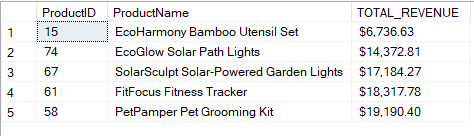 ProductID ProductName TOTAL_REVENUE
1 15 EcoHarmony Bamboo Utensil Set $6,736.63
2 74 EcoGlow Solar Path Lights $14,372.81
3 67 SolarSculpt Solar-Powered Garden Lights $17,184.27
4 61 FitFocus Fitness Tracker $18,317.78
5 58 PetPamper Pet Grooming Kit $19,190.40